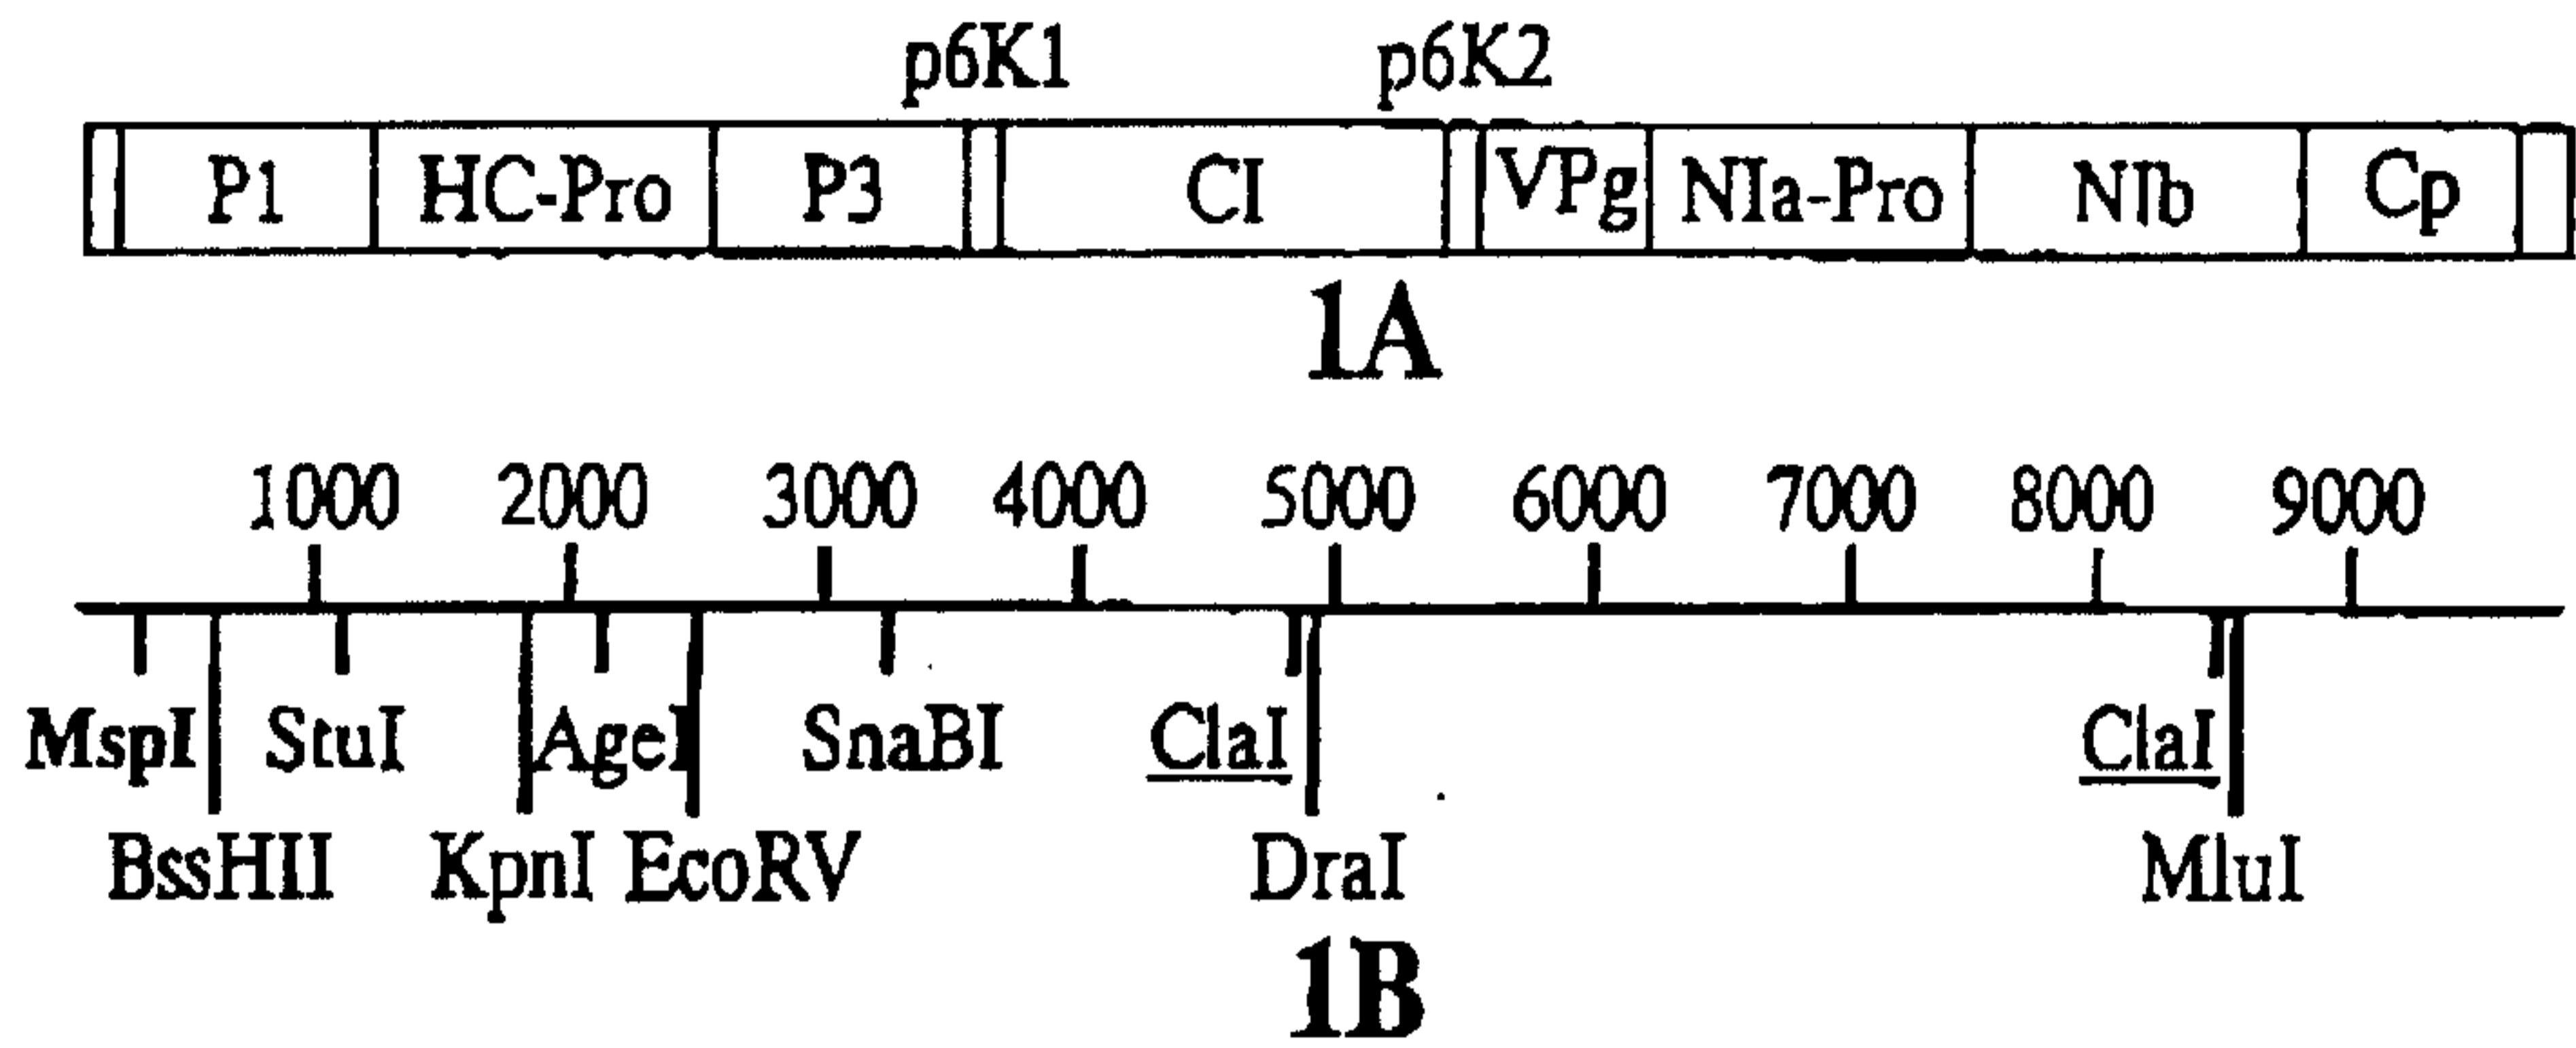 p6K1 p6K2
P1 HC-Pro P3 CI VPg NIa-Pro NIb Cp
1A
1000 2000 3000 4000 5000 6000 7000 8000 9000
MspI StuI AgeI SnaBI ClaI ClaI
BssHII KpnI EcoRV DraI MluI
1B